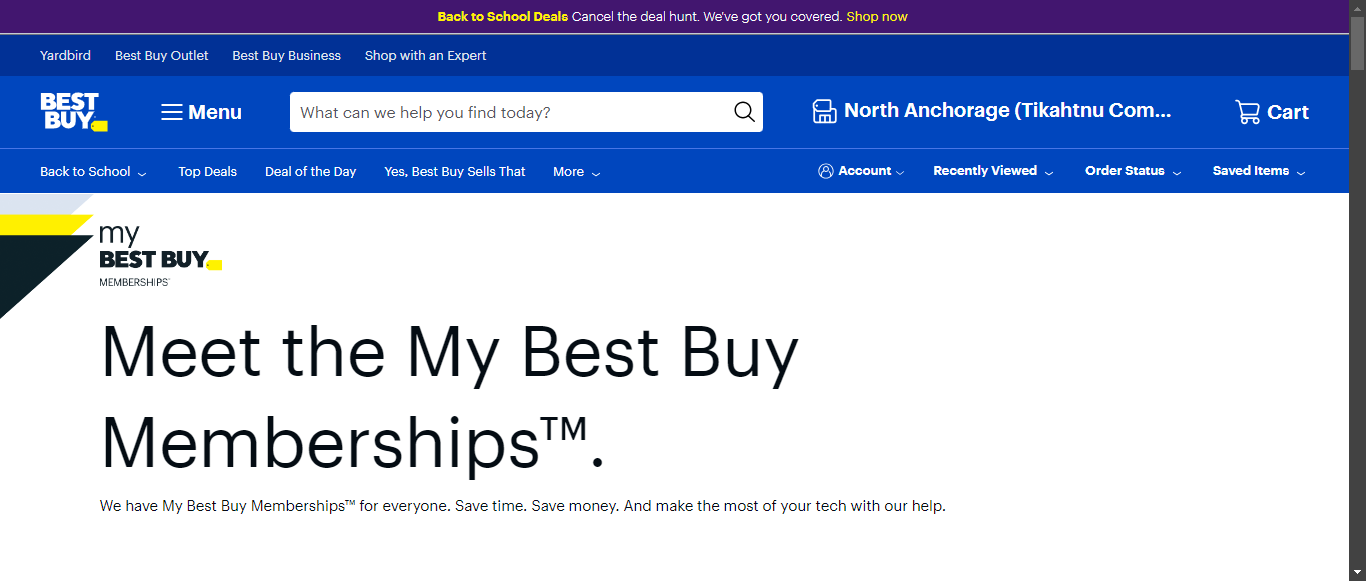 Back to School Deals Cancel the deal hunt. We've got you covered. Shop now
Yardbird Best Buy Outlet Best Buy Business Shop with an Expert
BEST BUY
Menu
What can we help you find today?
North Anchorage (Tikahtnu Com...
Cart
Back to School Top Deals Deal of the Day Yes, Best Buy Sells That More
Account Recently Viewed Order Status Saved Items
my
BEST BUY
MEMBERSHIPS™
Meet the My Best Buy
Memberships™.
We have My Best Buy Memberships™ for everyone. Save time. Save money. And make the most of your tech with our help.